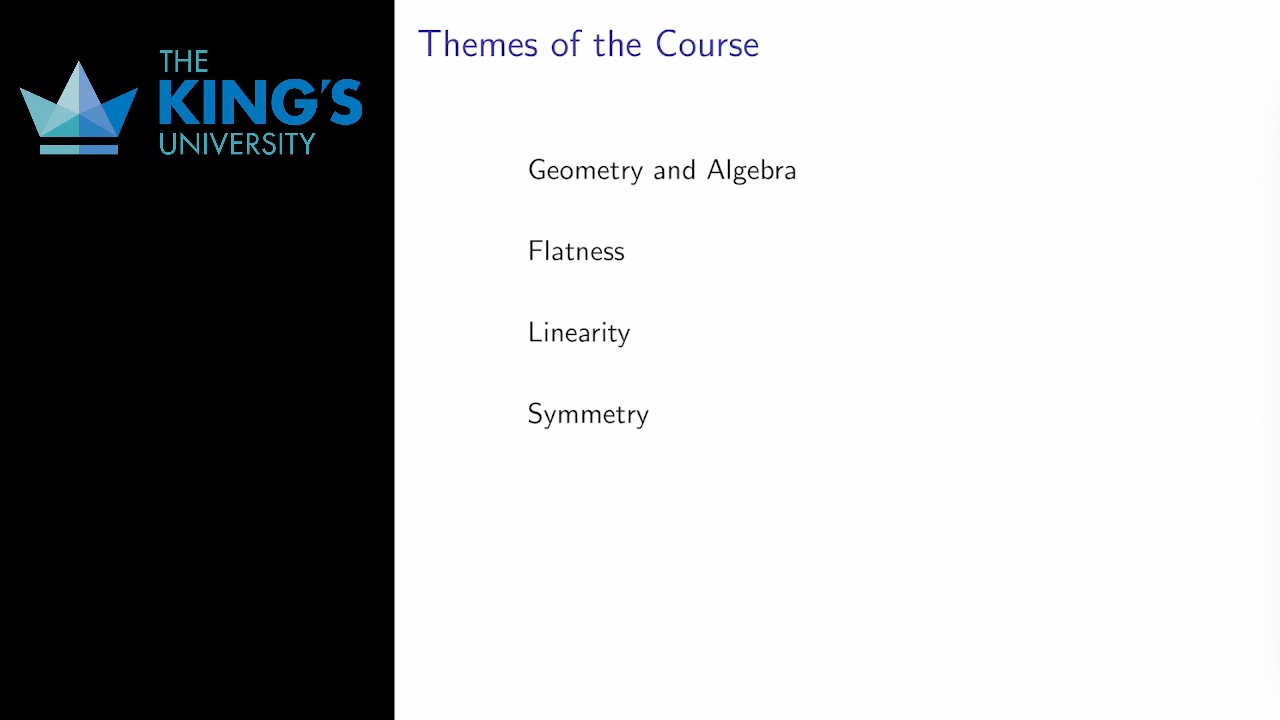 THE
KING'S
UNIVERSITY
Themes of the Course
Geometry and Algebra
Flatness
Linearity
Symmetry